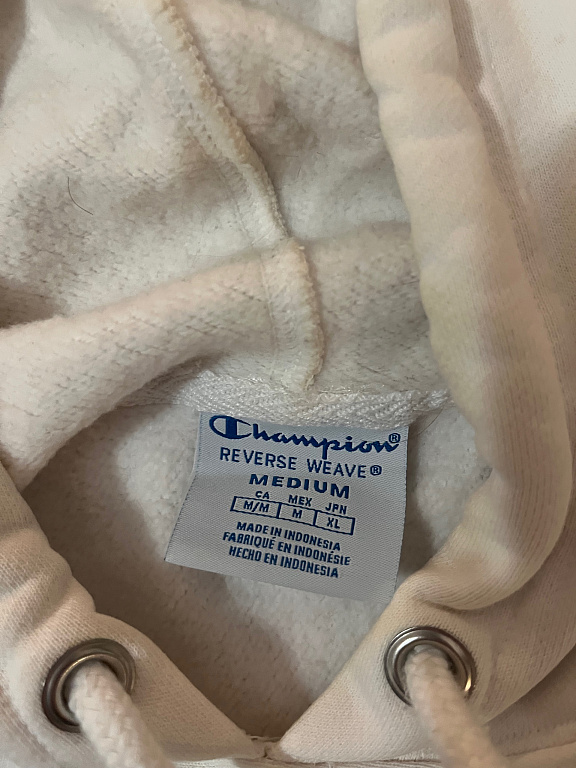 Champion®
REVERSE WEAVE®
MEDIUM
CA MEX JPN
M/M M XL
MADE IN INDONESIA
FABRIQUÉ EN INDONÉSIE
HECHO EN INDONESIA